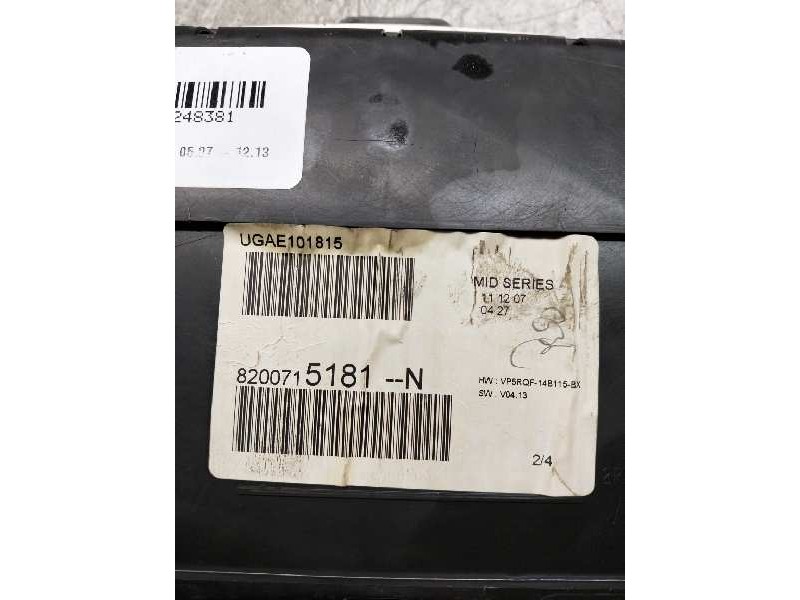 248381
05.27 - 12.13
UGAE101815
MID SERIES
11 12 07
04 27
8200715181 --N
HW : VP5RQF-14B115-BX
SW : V04.13
2/4